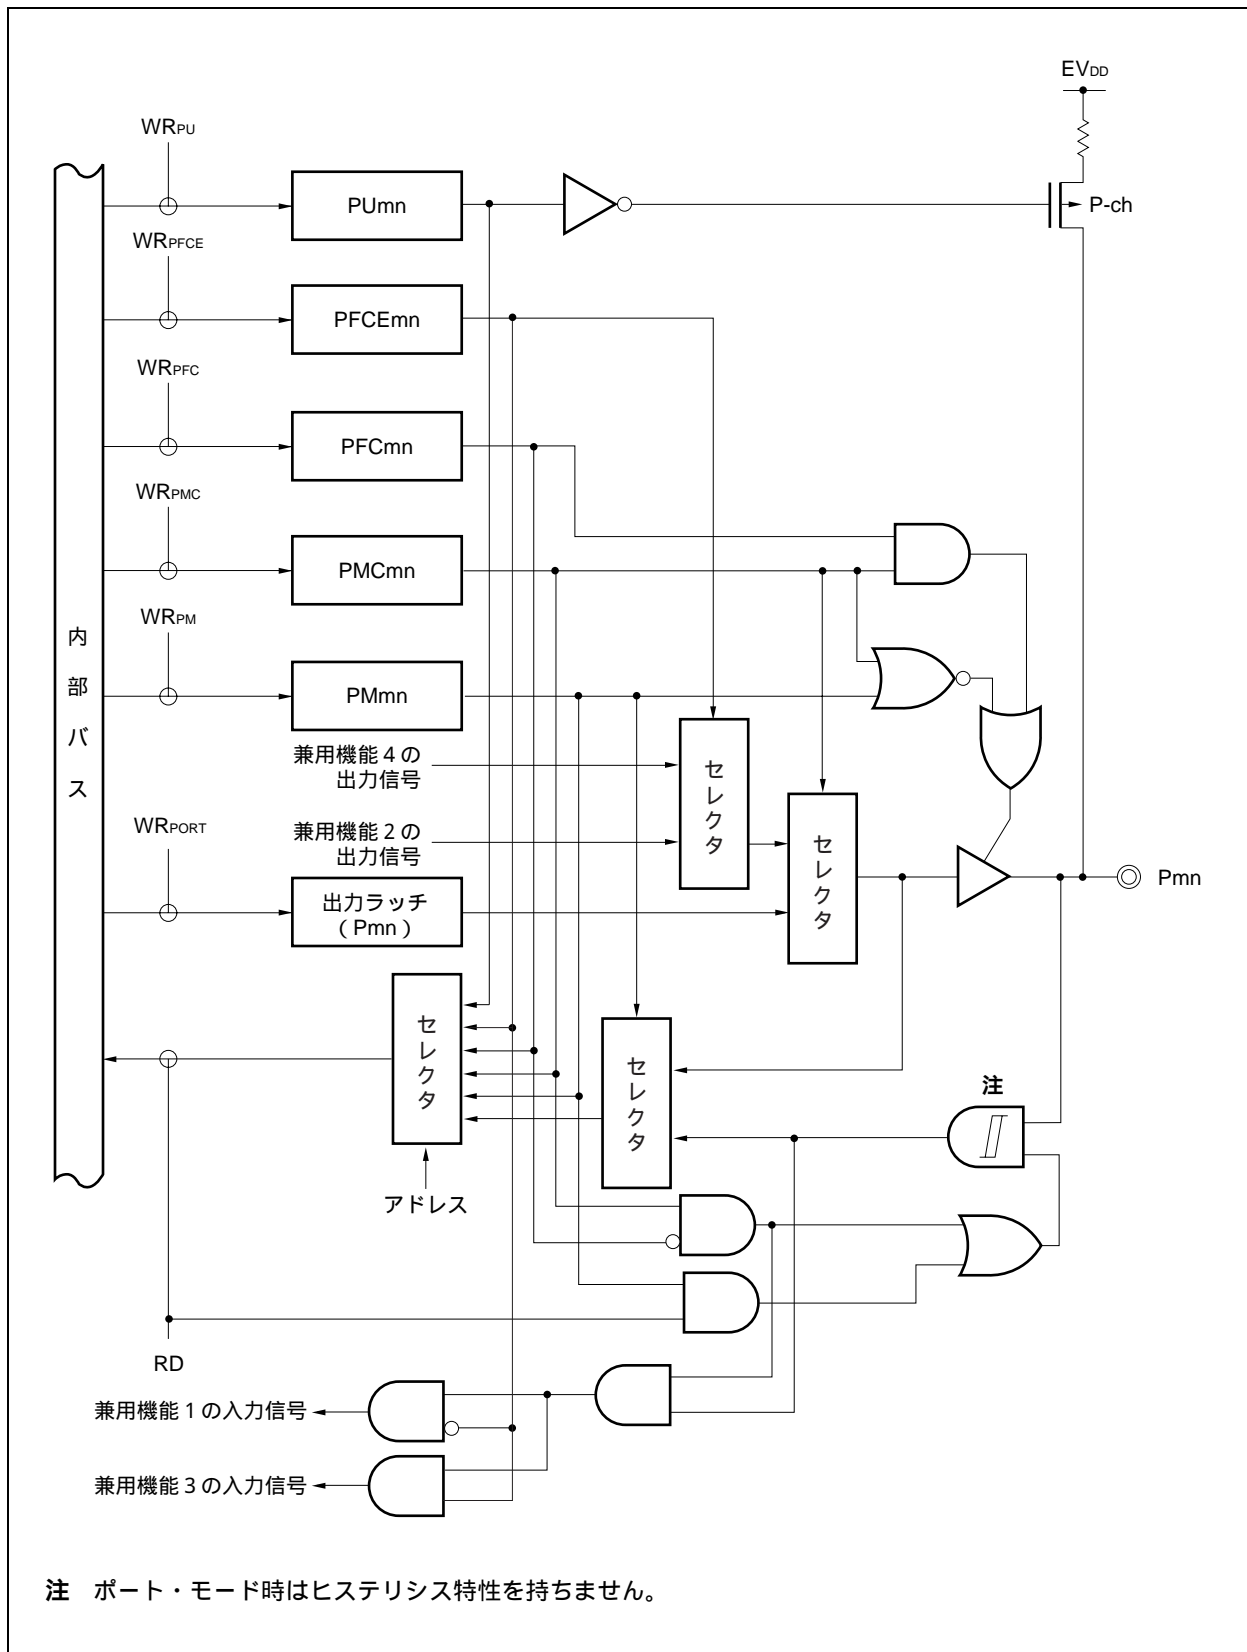 EVDD
WRPU
PUmn
P-ch
WRPFCE
PFCEmn
WRPFC
PFCmn
WRPMC
PMCmn
WRPM
PMmn
内部バス
兼用機能4の
出力信号
セレクタ
兼用機能2の
出力信号
セレクタ
WRPORT
出力ラッチ
(Pmn)
Pmn
セレクタ
セレクタ
注
アドレス
RD
兼用機能1の入力信号
兼用機能3の入力信号
注 ポート・モード時はヒステリシス特性を持ちません。